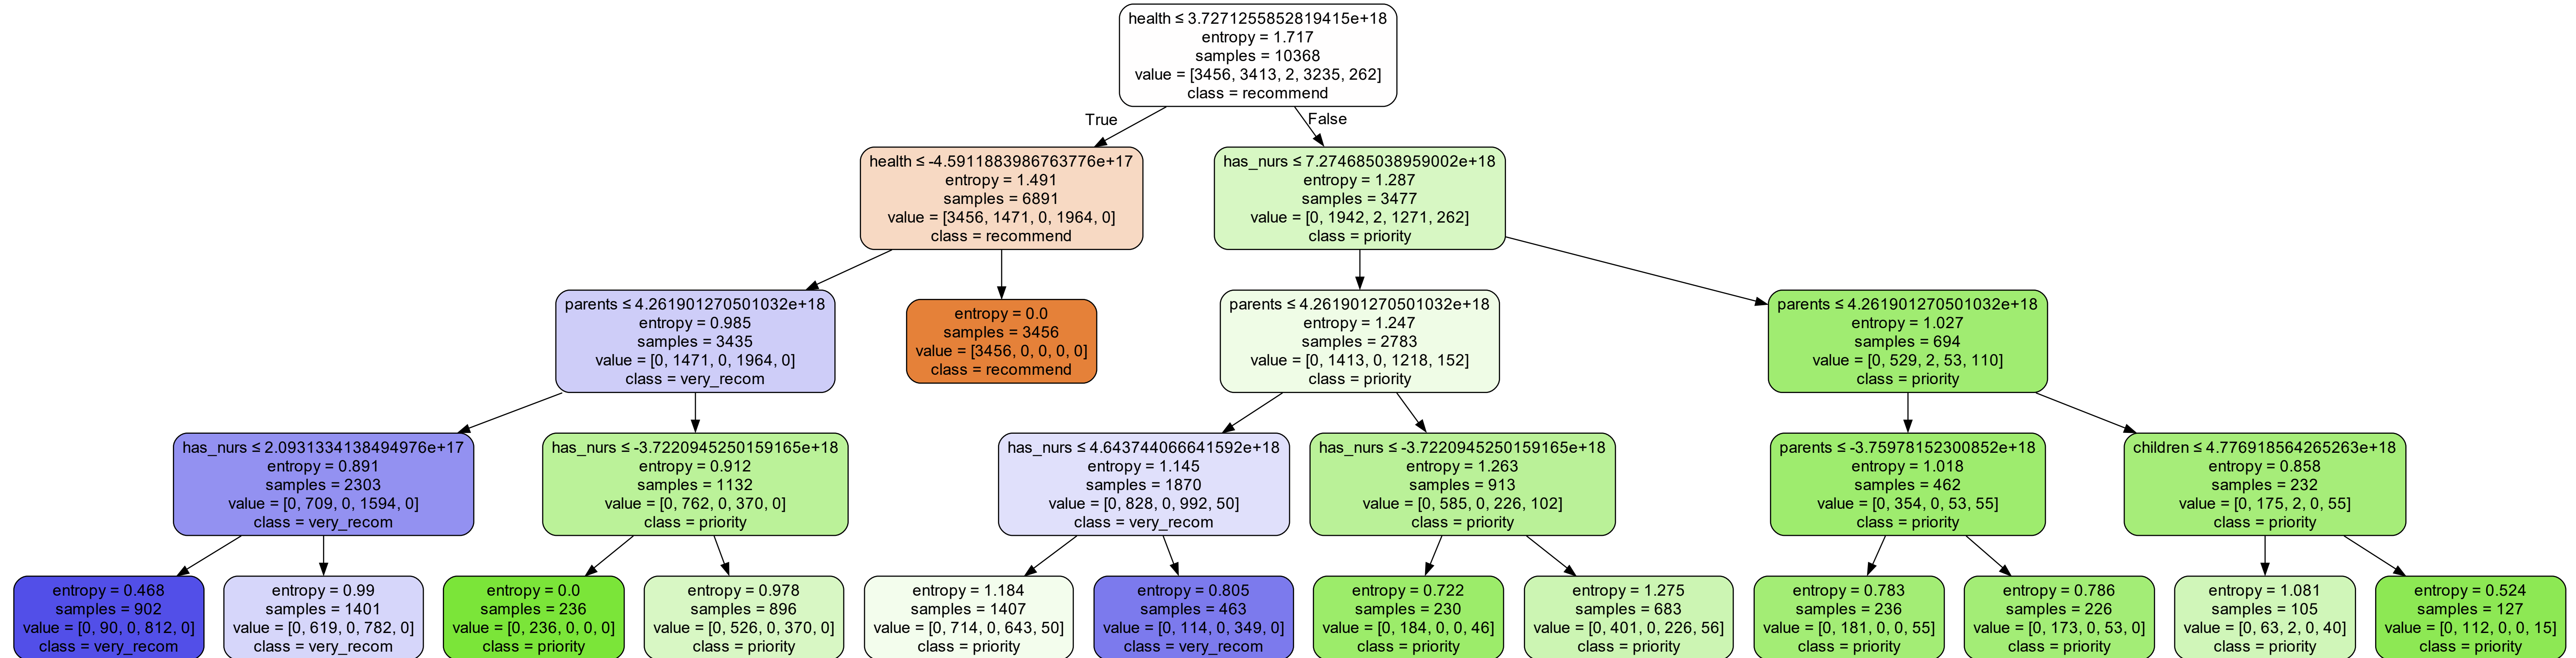 health ≤ 3.7271255852819415e+18
entropy = 1.717
samples = 10368
value = [3456, 3413, 2, 3235, 262]
class = recommend
True
False
health ≤ -4.5911883986763776e+17
entropy = 1.491
samples = 6891
value = [3456, 1471, 0, 1964, 0]
class = recommend
has_nurs ≤ 7.274685038959002e+18
entropy = 1.287
samples = 3477
value = [0, 1942, 2, 1271, 262]
class = priority
parents ≤ 4.261901270501032e+18
entropy = 0.985
samples = 3435
value = [0, 1471, 0, 1964, 0]
class = very_recom
entropy = 0.0
samples = 3456
value = [3456, 0, 0, 0, 0]
class = recommend
parents ≤ 4.261901270501032e+18
entropy = 1.247
samples = 2783
value = [0, 1413, 0, 1218, 152]
class = priority
parents ≤ 4.261901270501032e+18
entropy = 1.027
samples = 694
value = [0, 529, 2, 53, 110]
class = priority
has_nurs ≤ 2.0931334138494976e+17
entropy = 0.891
samples = 2303
value = [0, 709, 0, 1594, 0]
class = very_recom
has_nurs ≤ -3.7220945250159165e+18
entropy = 0.912
samples = 1132
value = [0, 762, 0, 370, 0]
class = priority
has_nurs ≤ 4.643744066641592e+18
entropy = 1.145
samples = 1870
value = [0, 828, 0, 992, 50]
class = very_recom
has_nurs ≤ -3.7220945250159165e+18
entropy = 1.263
samples = 913
value = [0, 585, 0, 226, 102]
class = priority
parents ≤ -3.75978152300852e+18
entropy = 1.018
samples = 462
value = [0, 354, 0, 53, 55]
class = priority
children ≤ 4.776918564265263e+18
entropy = 0.858
samples = 232
value = [0, 175, 2, 0, 55]
class = priority
entropy = 0.468
samples = 902
value = [0, 90, 0, 812, 0]
class = very_recom
entropy = 0.99
samples = 1401
value = [0, 619, 0, 782, 0]
class = very_recom
entropy = 0.0
samples = 236
value = [0, 236, 0, 0, 0]
class = priority
entropy = 0.978
samples = 896
value = [0, 526, 0, 370, 0]
class = priority
entropy = 1.184
samples = 1407
value = [0, 714, 0, 643, 50]
class = priority
entropy = 0.805
samples = 463
value = [0, 114, 0, 349, 0]
class = very_recom
entropy = 0.722
samples = 230
value = [0, 184, 0, 0, 46]
class = priority
entropy = 1.275
samples = 683
value = [0, 401, 0, 226, 56]
class = priority
entropy = 0.783
samples = 236
value = [0, 181, 0, 0, 55]
class = priority
entropy = 0.786
samples = 226
value = [0, 173, 0, 53, 0]
class = priority
entropy = 1.081
samples = 105
value = [0, 63, 2, 0, 40]
class = priority
entropy = 0.524
samples = 127
value = [0, 112, 0, 0, 15]
class = priority